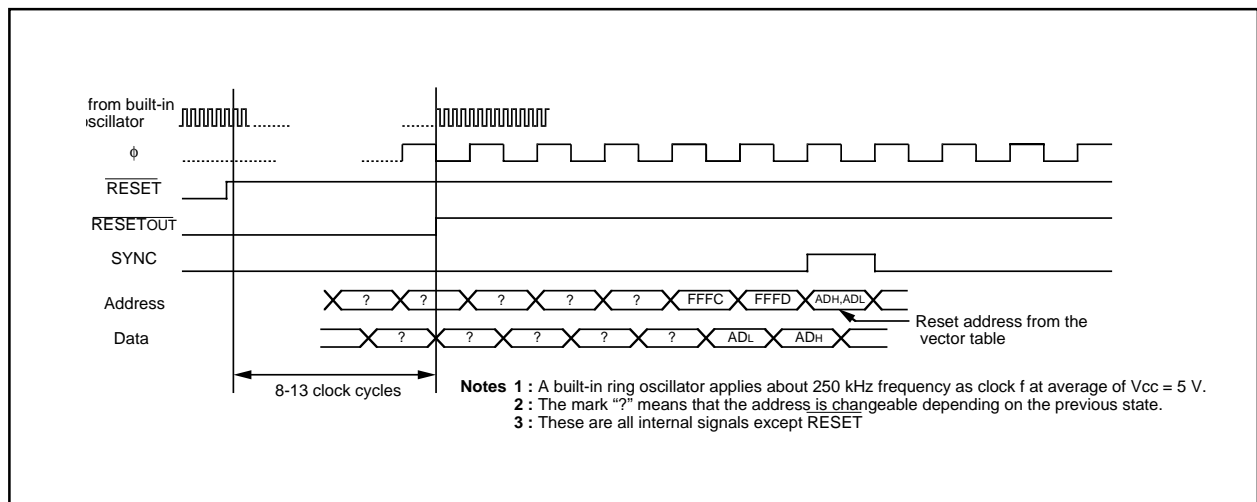 from built-in
oscillator
ϕ
RESET
RESETOUT
SYNC
Address
? ? ? ? ? FFFC FFFD ADH,ADL
Reset address from the
vector table
Data
? ? ? ? ? ADL ADH
8-13 clock cycles
Notes 1 : A built-in ring oscillator applies about 250 kHz frequency as clock f at average of Vcc = 5 V.
2 : The mark “?” means that the address is changeable depending on the previous state.
3 : These are all internal signals except RESET